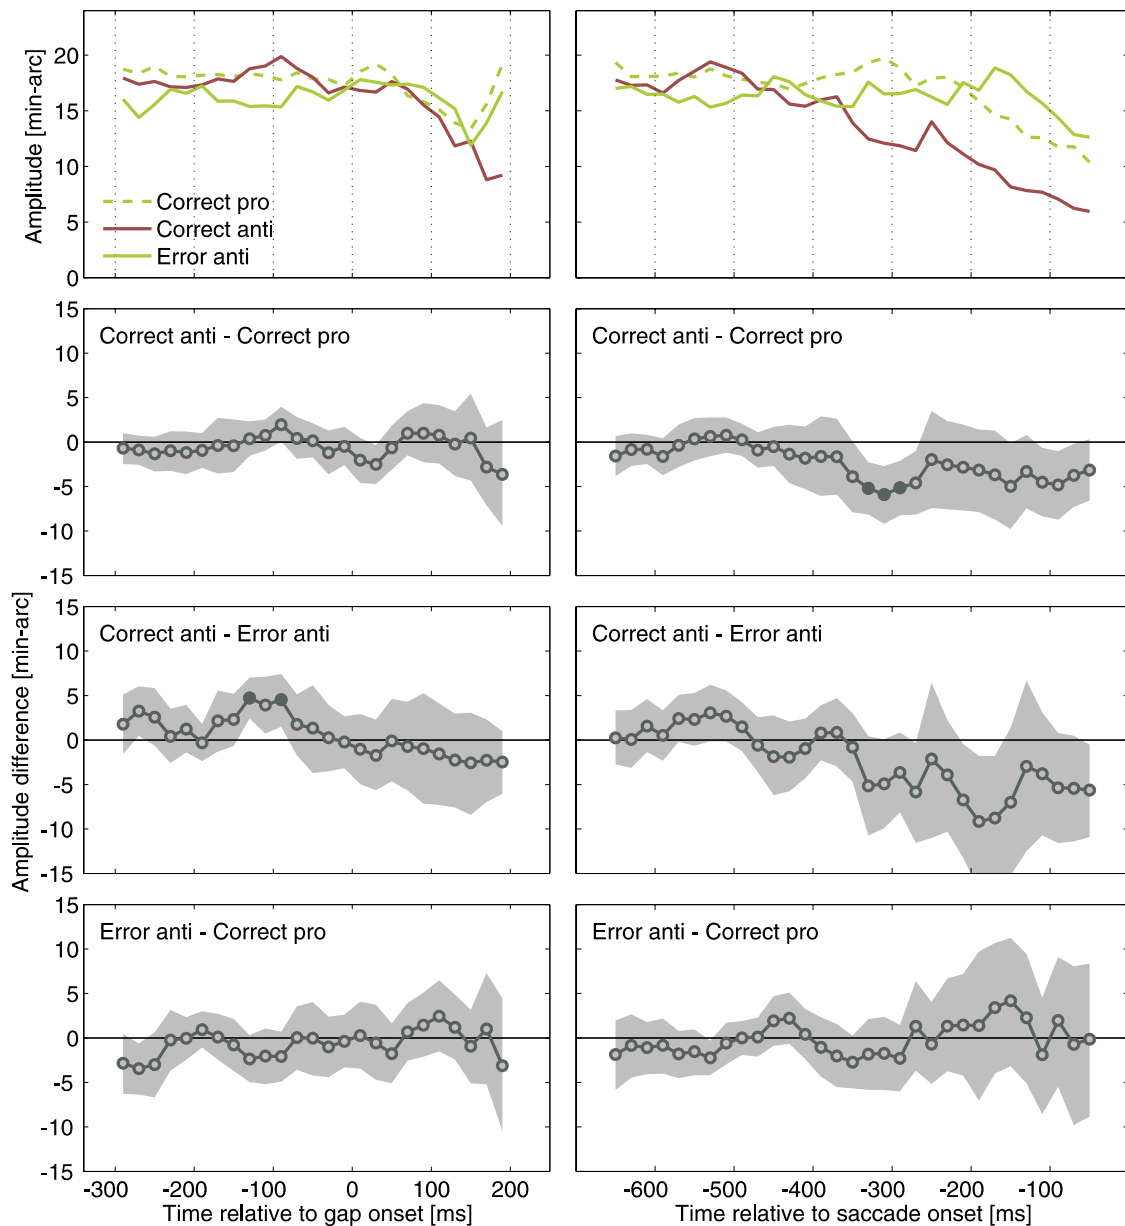 Amplitude [min-arc]
20
15
10
5
0
Correct pro
Correct anti
Error anti
Correct anti - Correct pro
Correct anti - Correct pro
15
10
5
0
-5
-10
-15
Amplitude difference [min-arc]
Correct anti - Error anti
Correct anti - Error anti
15
10
5
0
-5
-10
-15
Error anti - Correct pro
Error anti - Correct pro
15
10
5
0
-5
-10
-15
-300 -200 -100 0 100 200
-600 -500 -400 -300 -200 -100
Time relative to gap onset [ms]
Time relative to saccade onset [ms]